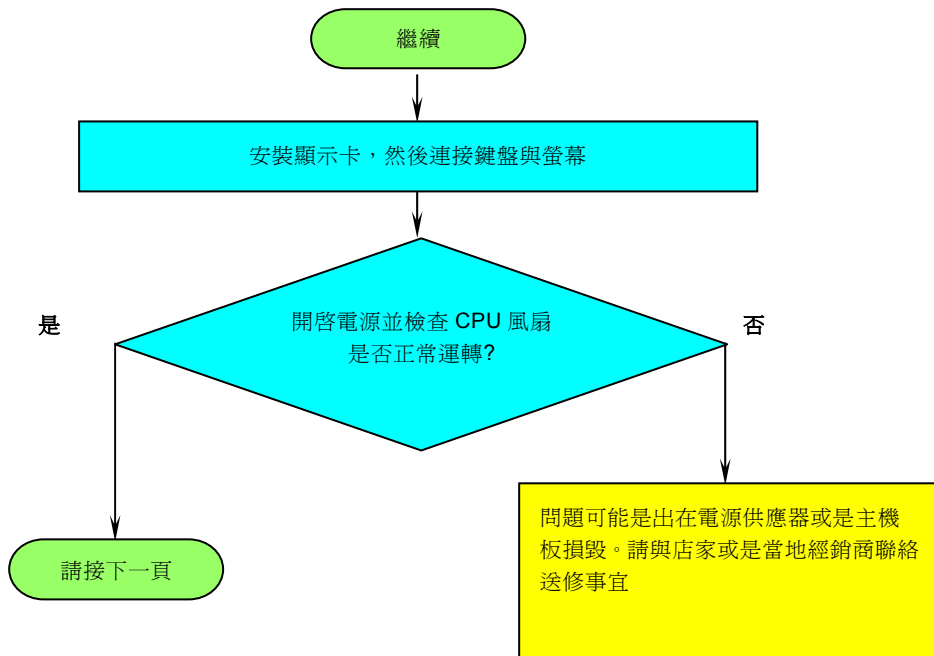 繼續
安裝顯示卡，然後連接鍵盤與螢幕
是
開啓電源並檢查 CPU 風扇
是否正常運轉?
否
問題可能是出在電源供應器或是主機
板損毀。請與店家或是當地經銷商聯絡
送修事宜
請接下一頁